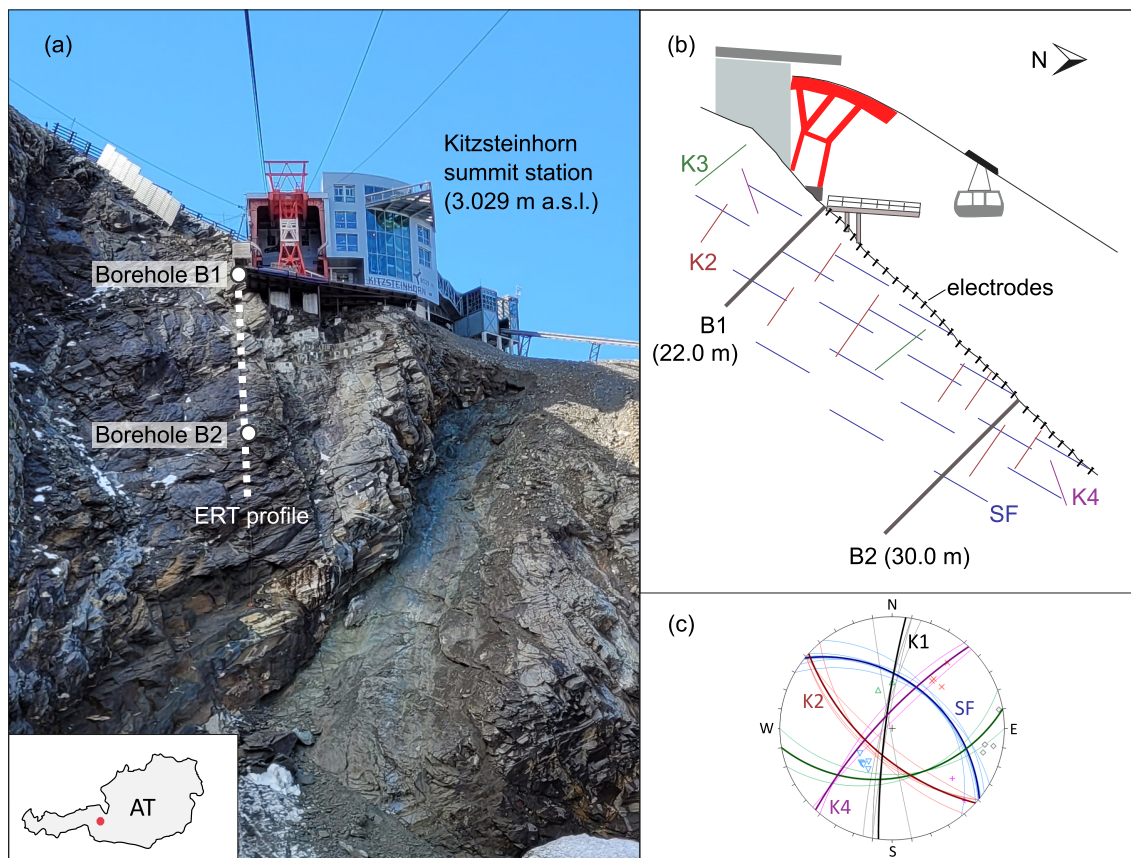 (a)
Kitzsteinhorn
summit station
(3.029 m a.s.l.)
KITZSTEINHORN
Borehole B1
Borehole B2
ERT profile
AT
(b)
N
K3
K2
electrodes
B1
(22.0 m)
K4
SF
B2 (30.0 m)
(c)
N
K1
K2
SF
W
E
K4
S